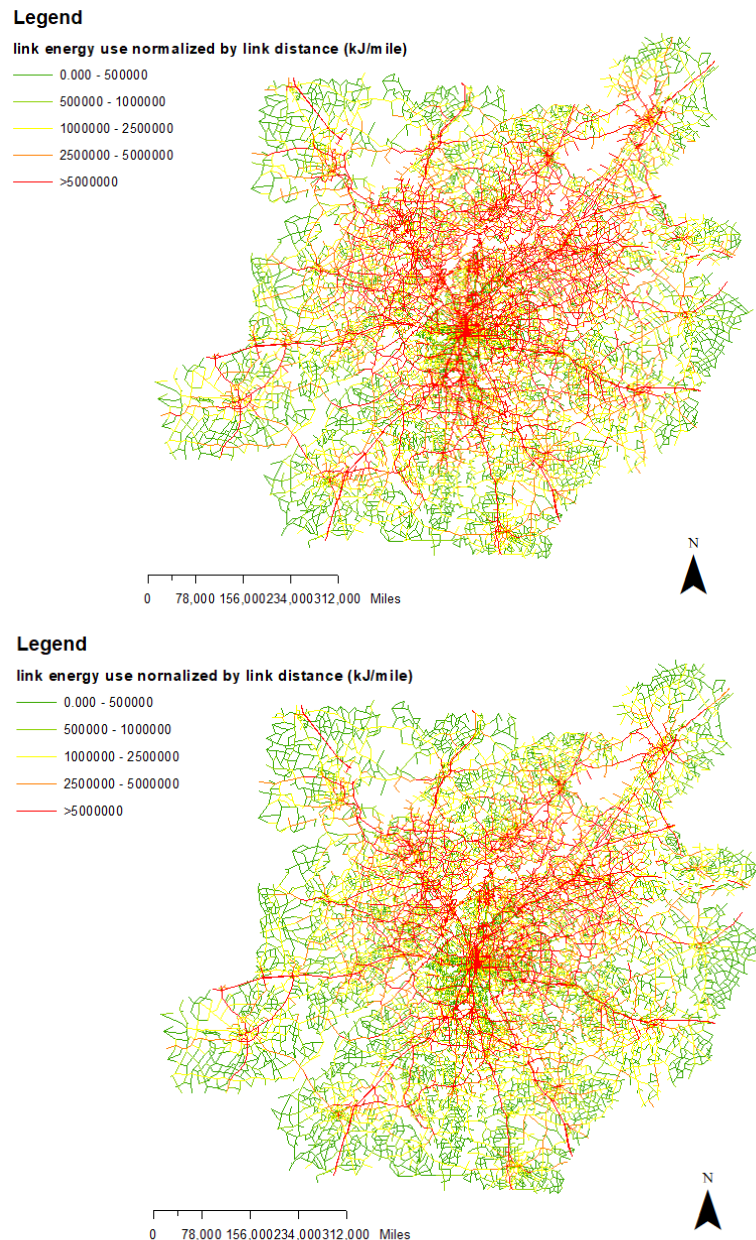 Legend
link energy use normalized by link distance (kJ/mile)
0.000 - 500000
500000 - 1000000
1000000 - 2500000
2500000 - 5000000
>5000000
N
0 78,000 156,000234,000312,000 Miles
Legend
link energy use nornalized by link distance (kJ/mile)
0.000 - 500000
500000 - 1000000
1000000 - 2500000
2500000 - 5000000
>5000000
N
0 78,000 156,000234,000312,000 Miles